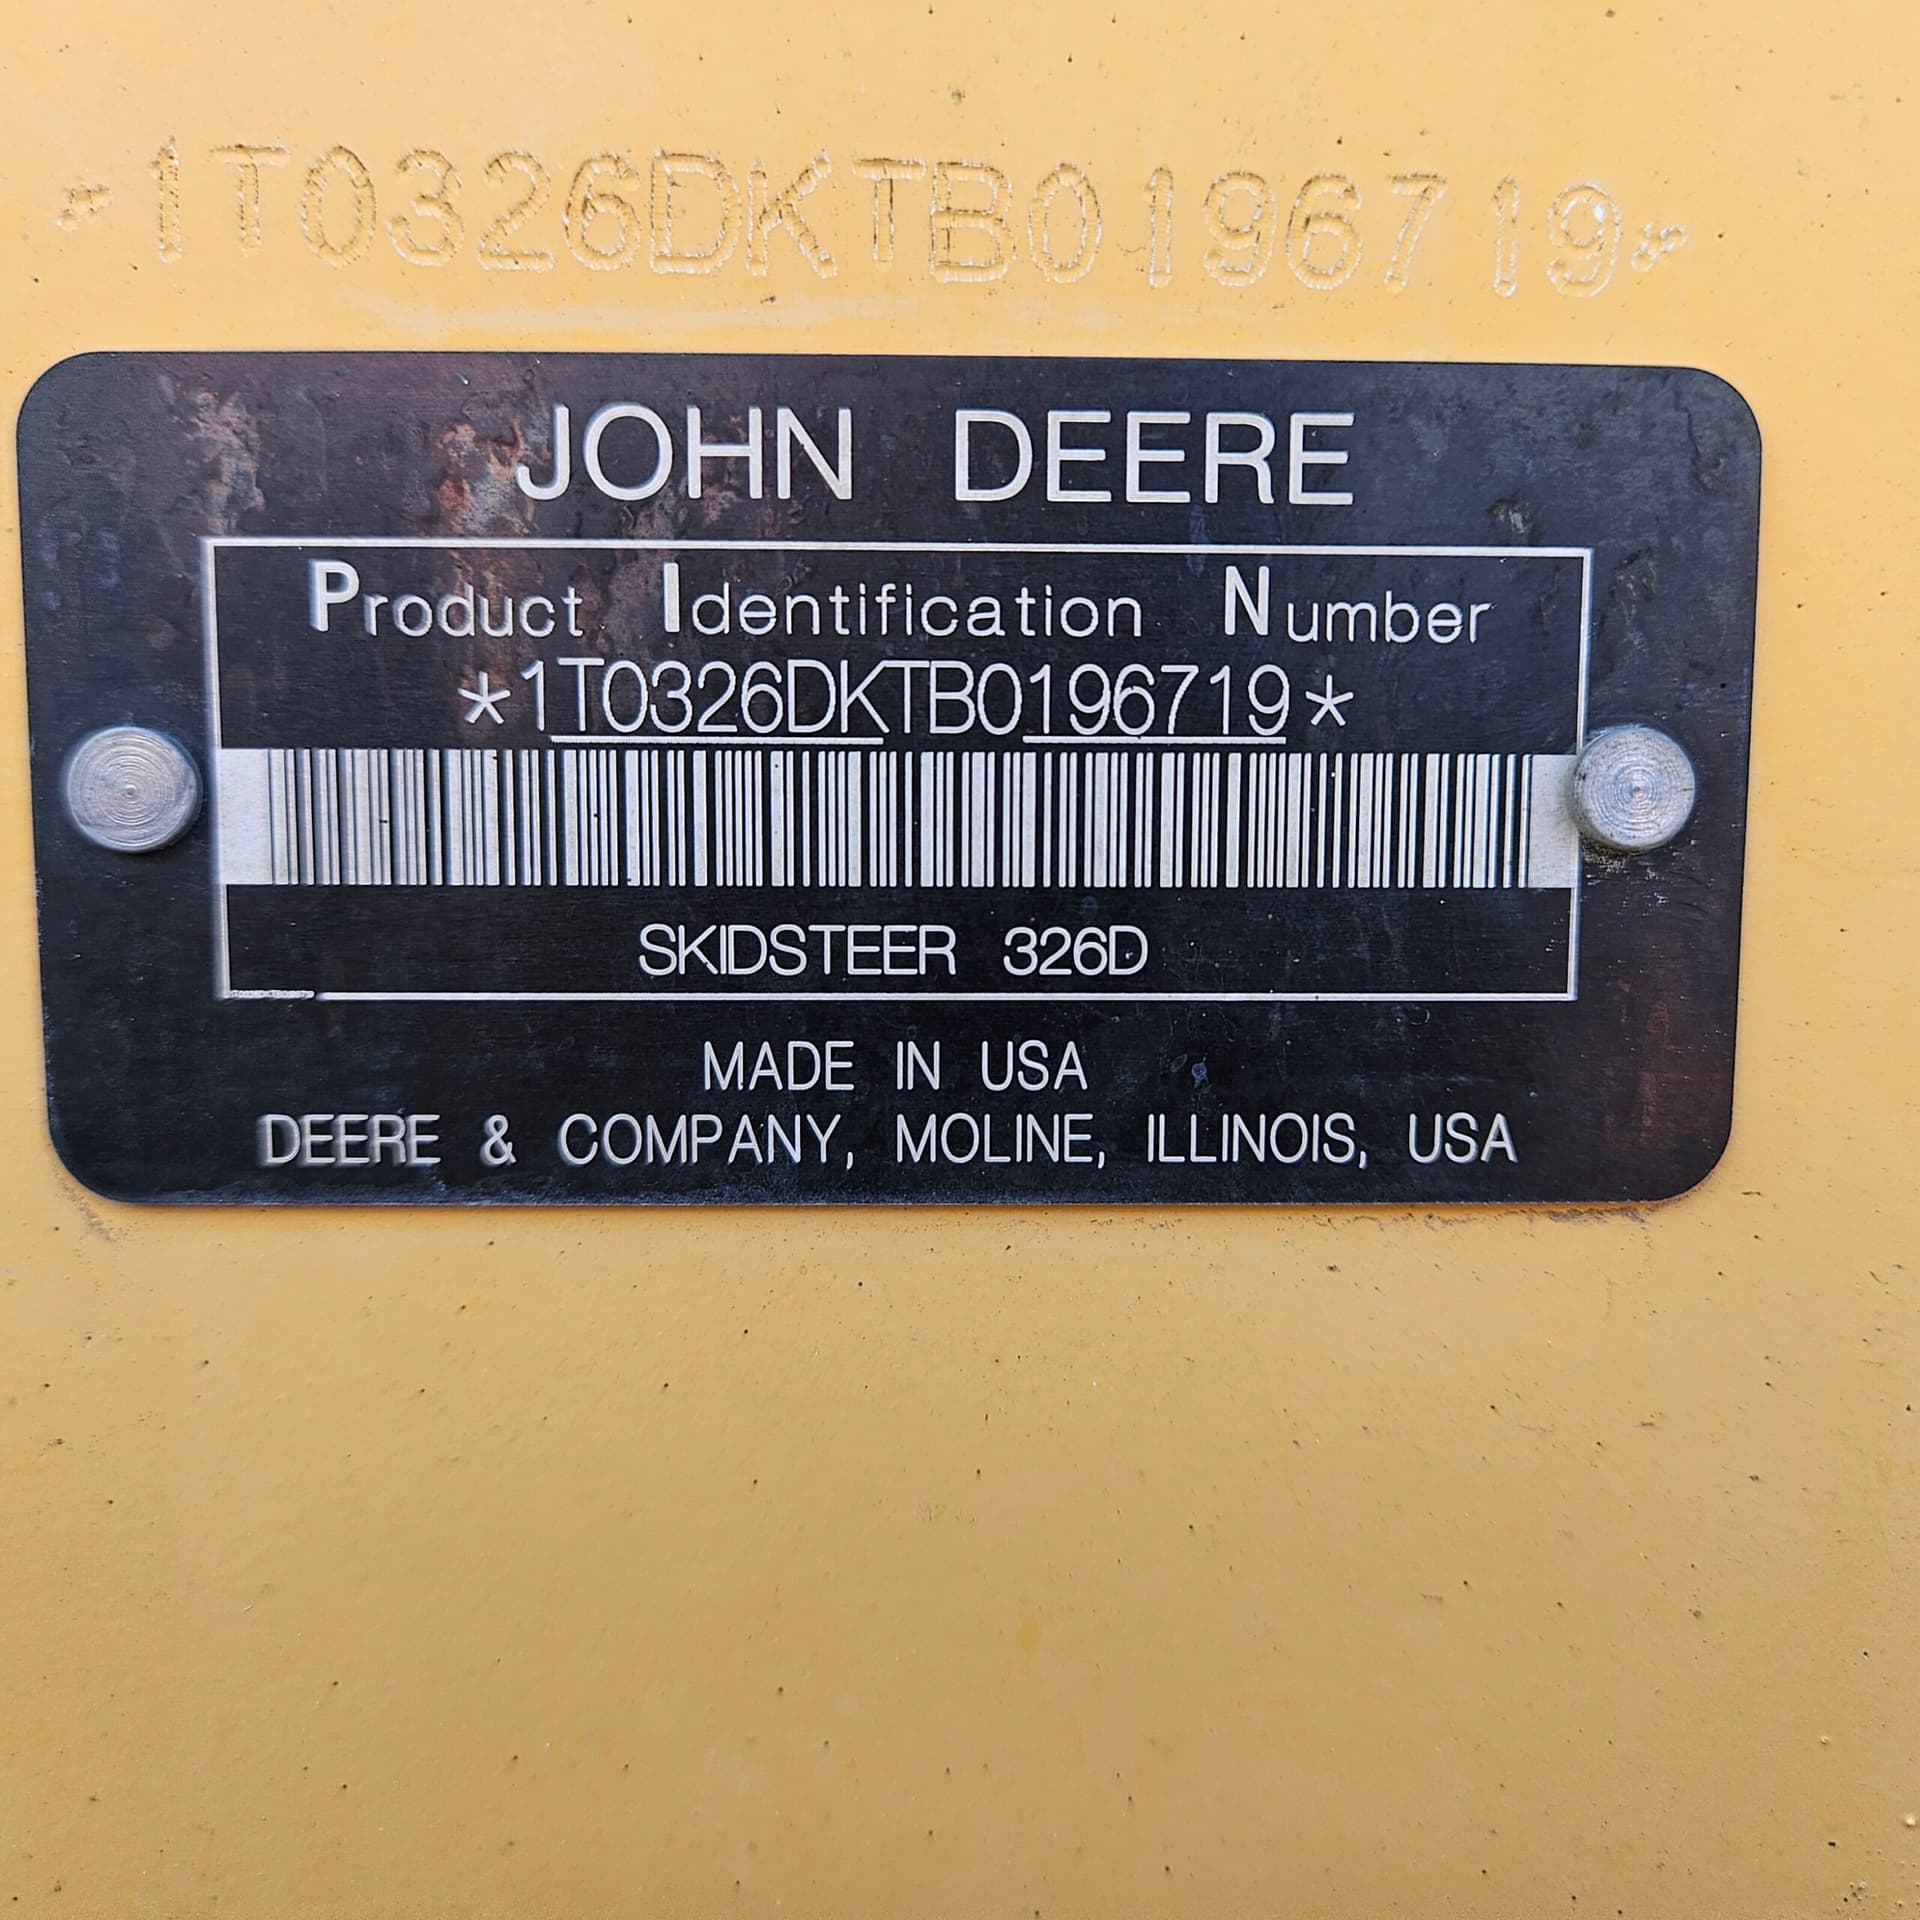 *1T0326DKTB0196719*
JOHN DEERE
Product Identification Number
*1T0326DKTB0196719*
SKIDSTEER 326D
MADE IN USA
DEERE & COMPANY, MOLINE, ILLINOIS, USA